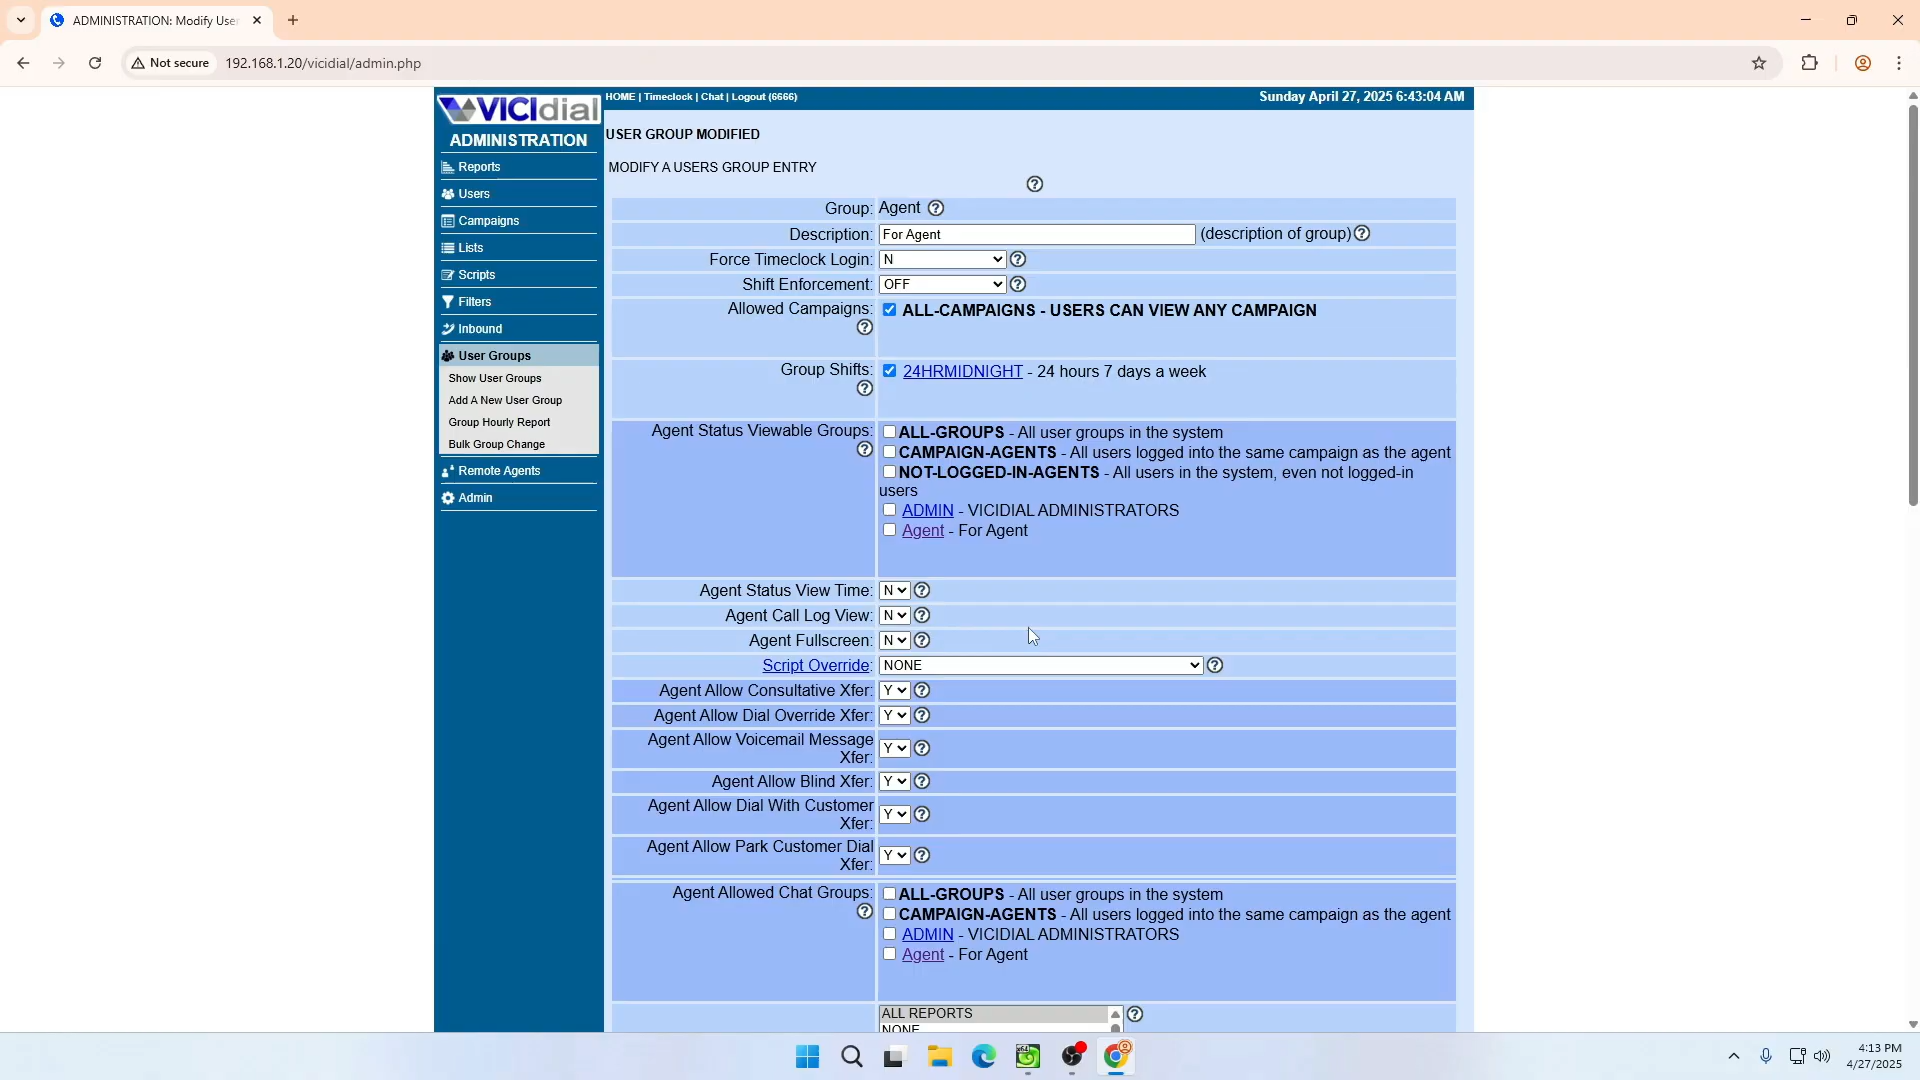 ADMINISTRATION: Modify Use
Not secure
192.168.1.20/vicidial/admin.php
VICIdial
HOME | Timeclock | Chat | Logout (6666)
Sunday April 27, 2025 6:43:04 AM
ADMINISTRATION
Reports
Users
Campaigns
Lists
Scripts
Filters
Inbound
User Groups
Show User Groups
Add A New User Group
Group Hourly Report
Bulk Group Change
Remote Agents
Admin
USER GROUP MODIFIED
MODIFY A USERS GROUP ENTRY
Group: Agent
Description: For Agent (description of group)
Force Timeclock Login: N
Shift Enforcement: OFF
Allowed Campaigns: ALL-CAMPAIGNS - USERS CAN VIEW ANY CAMPAIGN
Group Shifts: 24HRMIDNIGHT - 24 hours 7 days a week
Agent Status Viewable Groups: ALL-GROUPS - All user groups in the system
CAMPAIGN-AGENTS - All users logged into the same campaign as the agent
NOT-LOGGED-IN-AGENTS - All users in the system, even not logged-in
users
ADMIN - VICIDIAL ADMINISTRATORS
Agent - For Agent
Agent Status View Time: N
Agent Call Log View: N
Agent Fullscreen: N
Script Override: NONE
Agent Allow Consultative Xfer: Y
Agent Allow Dial Override Xfer: Y
Agent Allow Voicemail Message
Xfer: Y
Agent Allow Blind Xfer: Y
Agent Allow Dial With Customer
Xfer: Y
Agent Allow Park Customer Dial
Xfer: Y
Agent Allowed Chat Groups: ALL-GROUPS - All user groups in the system
CAMPAIGN-AGENTS - All users logged into the same campaign as the agent
ADMIN - VICIDIAL ADMINISTRATORS
Agent - For Agent
ALL REPORTS
NONE
x64
4:13 PM
4/27/2025